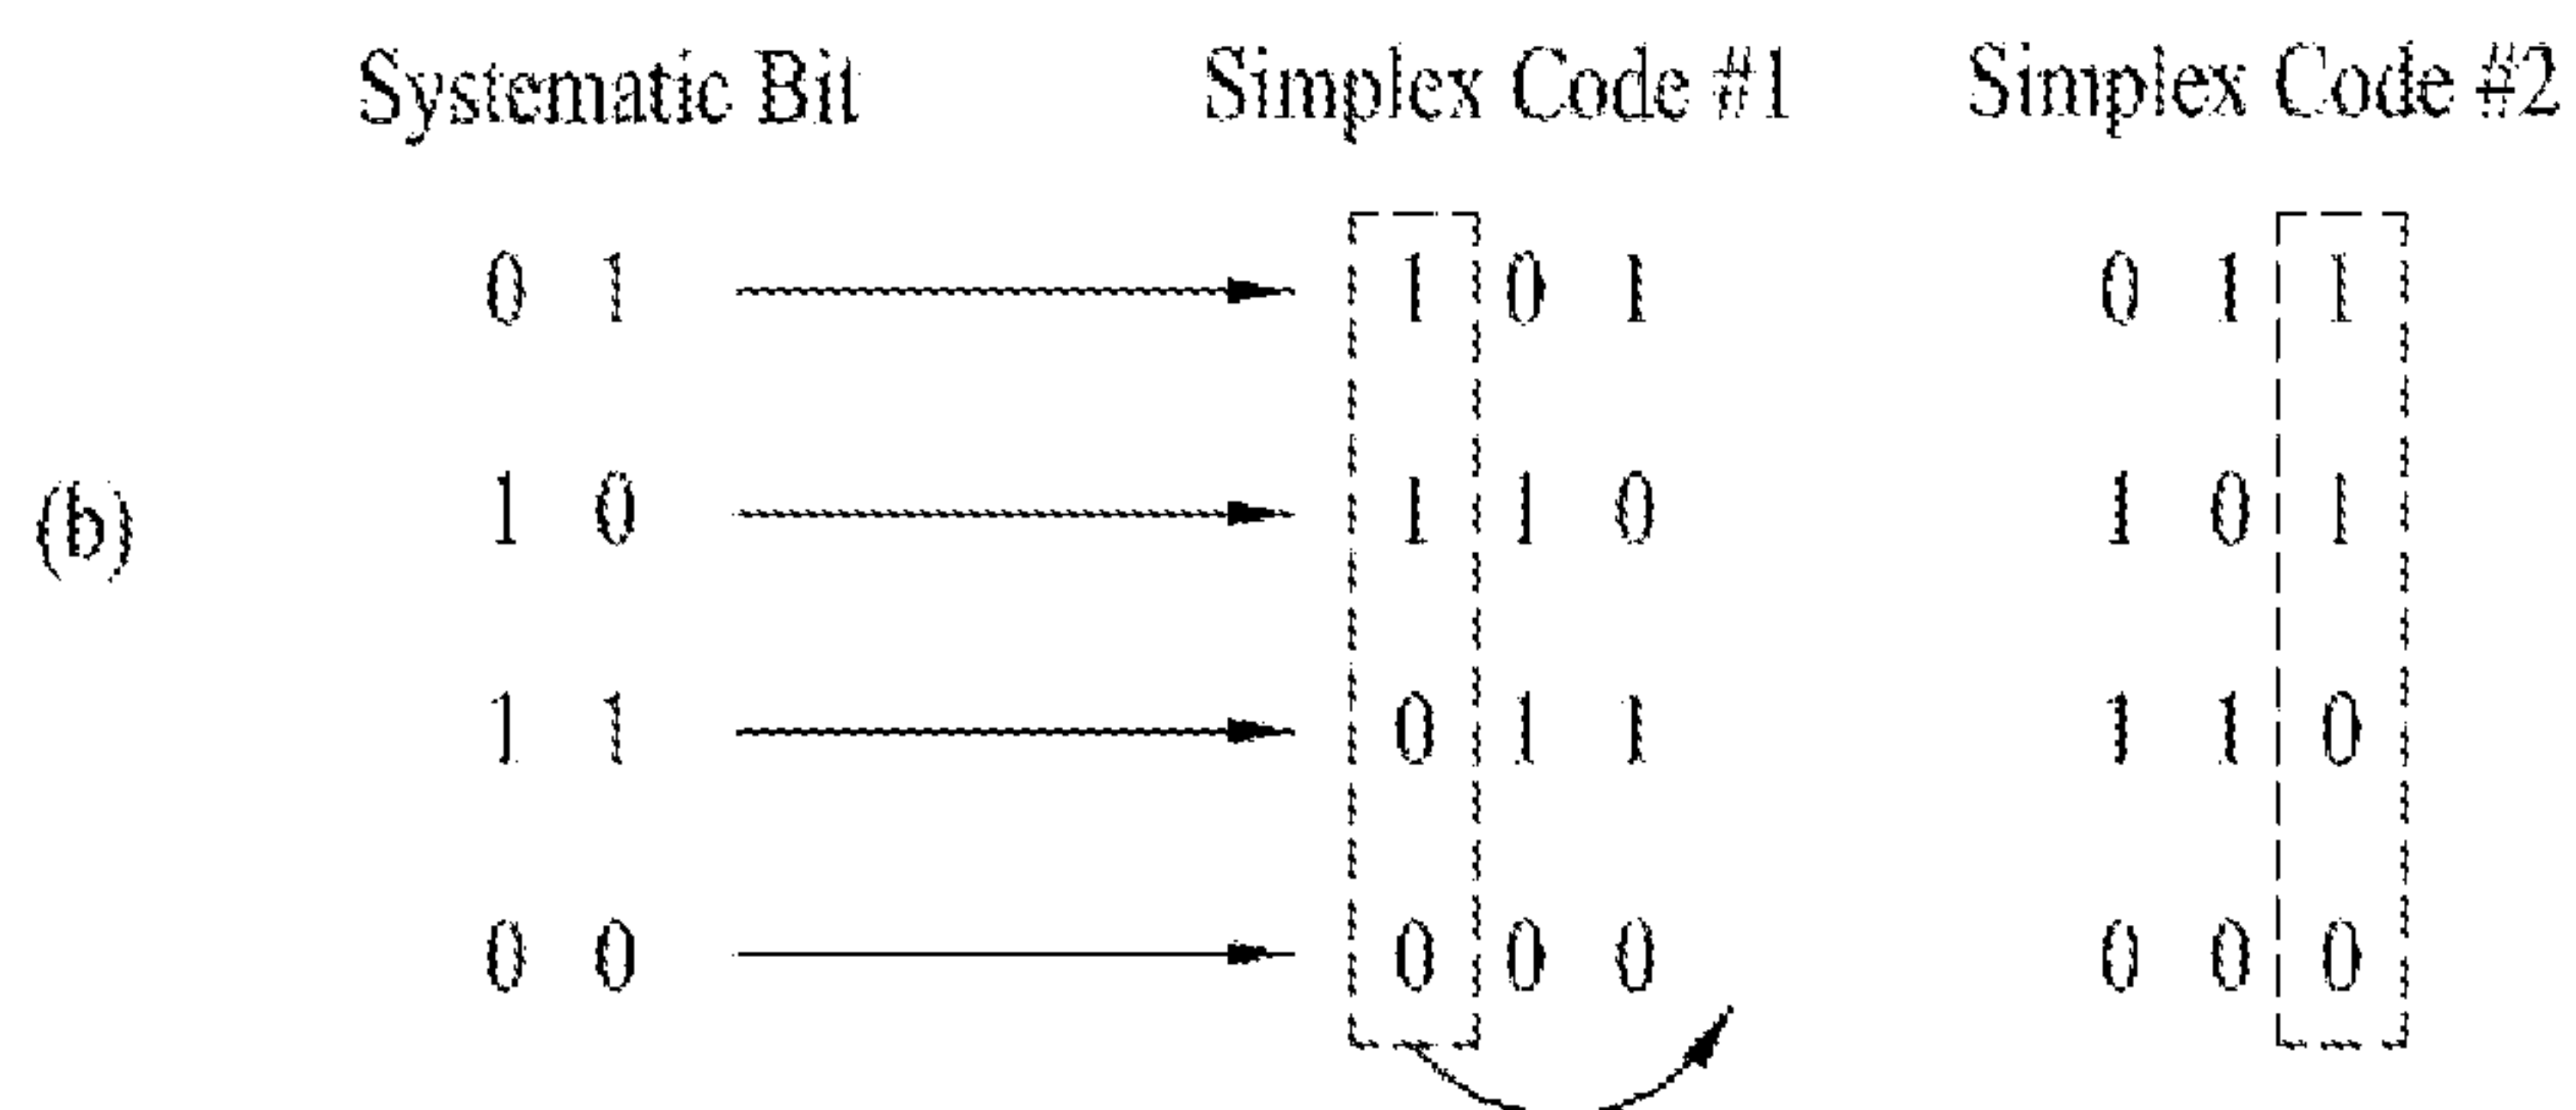 Systematic Bit Simplex Code #1 Simplex Code #2
0 1 1 0 1 0 1 1
1 0 1 1 0 1 0 1
(b)
1 1 0 1 1 1 1 0
0 0 0 0 0 0 0 0